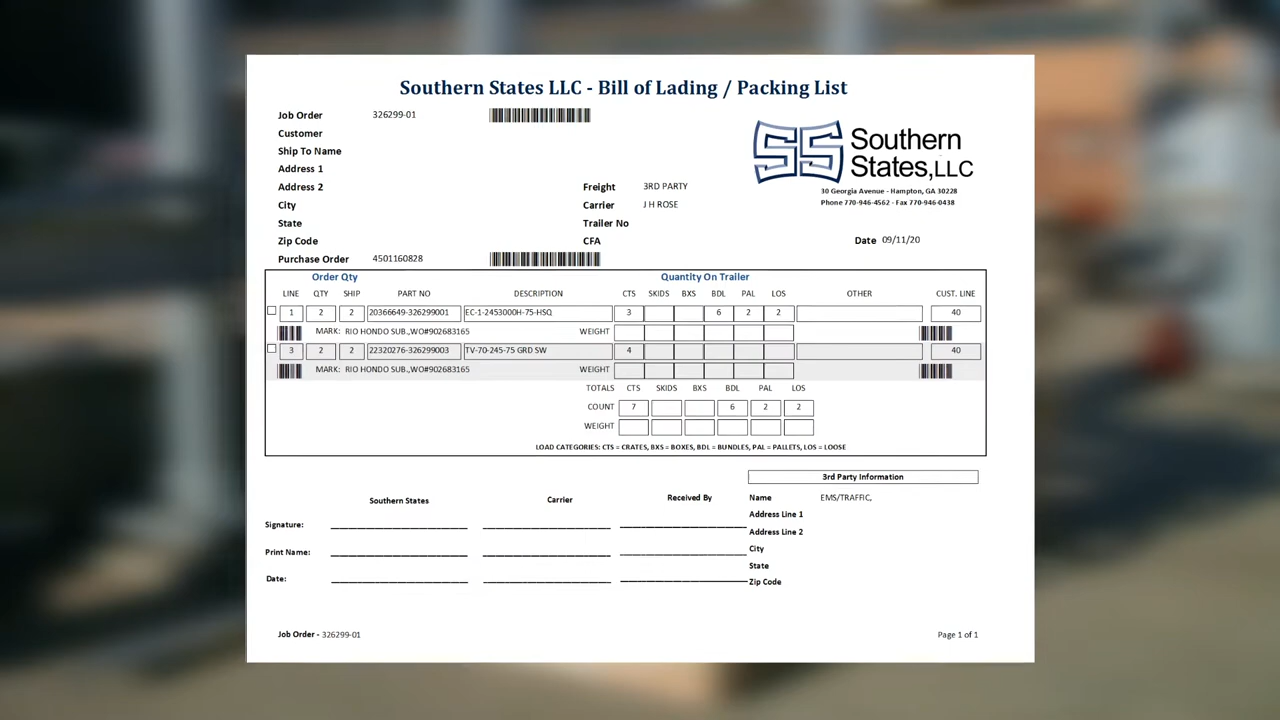 Southern States LLC - Bill of Lading / Packing List
Job Order 326299-01
Customer
Ship To Name
Address 1
Address 2
City
State
Zip Code
Purchase Order 4501160828
Freight 3RD PARTY
Carrier J H ROSE
Trailer No
CFA
SS Southern States,LLC
30 Georgia Avenue - Hampton, GA 30228
Phone 770-946-4562 - Fax 770-946-0438
Date 09/11/20
Order Qty Quantity On Trailer
LINE QTY SHIP PART NO DESCRIPTION CTS SKIDS BXS BDL PAL LOS OTHER CUST. LINE
1 2 2 20366649-326299001 EC-1-2453000H-75-HSQ 3 6 2 2 40
MARK: RIO HONDO SUB.,WO#902683165 WEIGHT
3 2 2 22320276-326299003 TV-70-245-75 GRD SW 4 40
MARK: RIO HONDO SUB.,WO#902683165 WEIGHT
TOTALS CTS SKIDS BXS BDL PAL LOS
COUNT 7 6 2 2
WEIGHT
LOAD CATEGORIES: CTS = CRATES, BXS = BOXES, BDL = BUNDLES, PAL = PALLETS, LOS = LOOSE
Southern States Carrier Received By
Signature:
Print Name:
Date:
3rd Party Information
Name EMS/TRAFFIC.
Address Line 1
Address Line 2
City
State
Zip Code
Job Order - 326299-01
Page 1 of 1